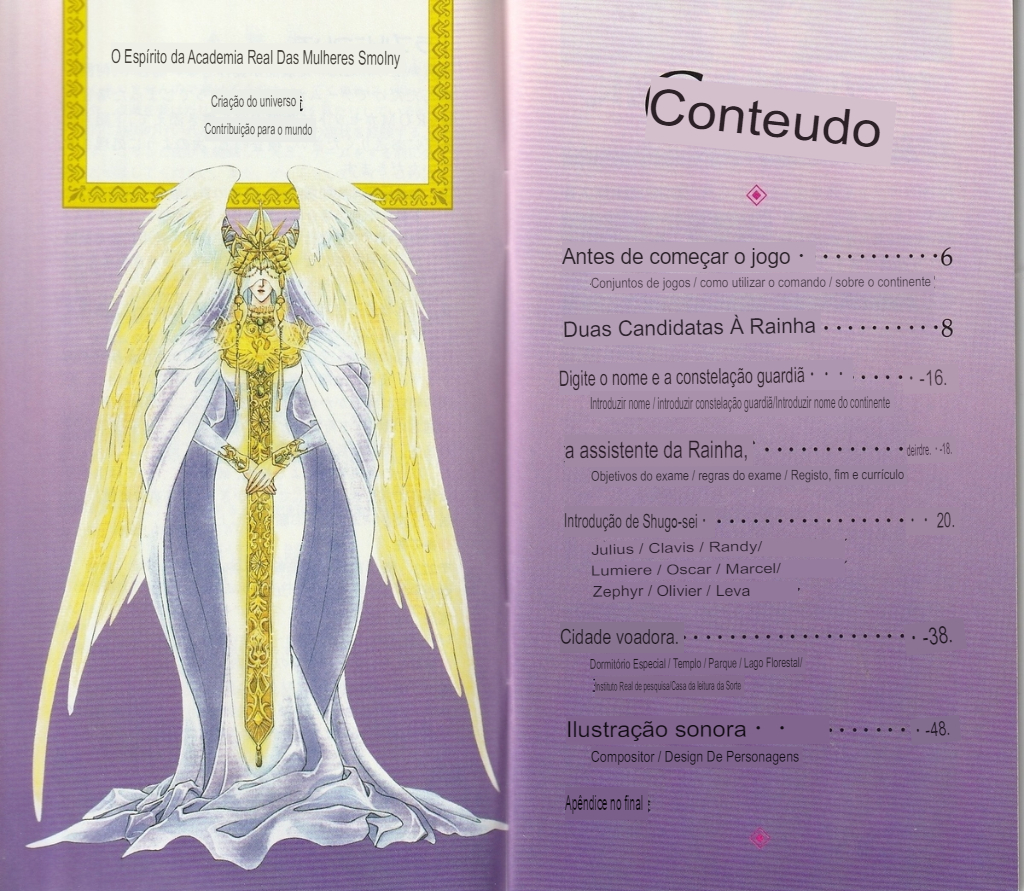 O Espírito da Academia Real Das Mulheres Smolny
Criação do universo
Contribuição para o mundo
Conteudo
Antes de começar o jogo · ·········· 6
Conjuntos de jogos / como utilizar o comando / sobre o continente
Duas Candidatas À Rainha ··········· 8
Digite o nome e a constelação guardiã · · · ······ -16.
Introduzir nome / introduzir constelação guardiã/Introduzir nome do continente
a assistente da Rainha, ············ deirdre. · -18.
Objetivos do exame / regras do exame / Registo, fim e currículo
Introdução de Shugo-sei · ·················· 20.
Julius / Clavis / Randy/
Lumiere / Oscar / Marcel/
Zephyr / Olivier / Leva
Cidade voadora. ··················· -38.
Dormitório Especial / Templo / Parque / Lago Florestal/
Instituto Real de pesquisa/Casa da leitura da Sorte
Ilustração sonora · · ······· -48.
Compositor / Design De Personagens
Apêndice no final